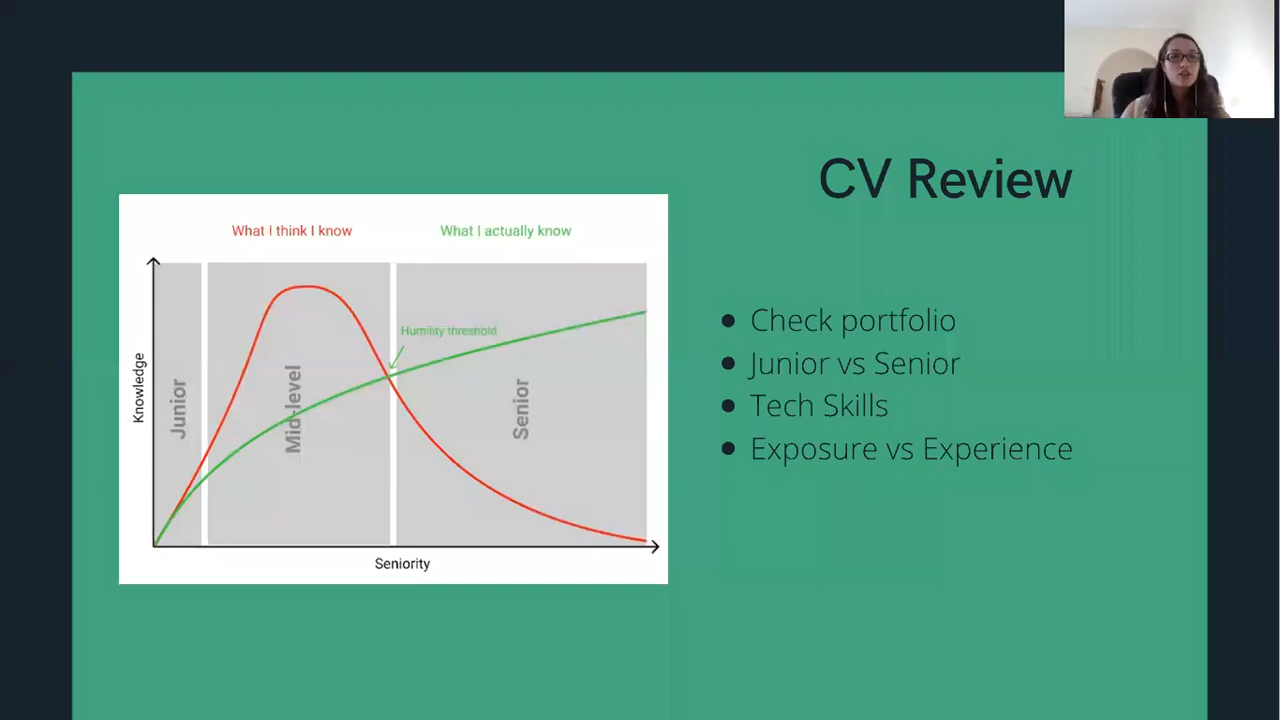 CV Review
What I think I know
What I actually know
Humility threshold
Knowledge
Junior
Mid-level
Senior
Seniority
Check portfolio
Junior vs Senior
Tech Skills
Exposure vs Experience